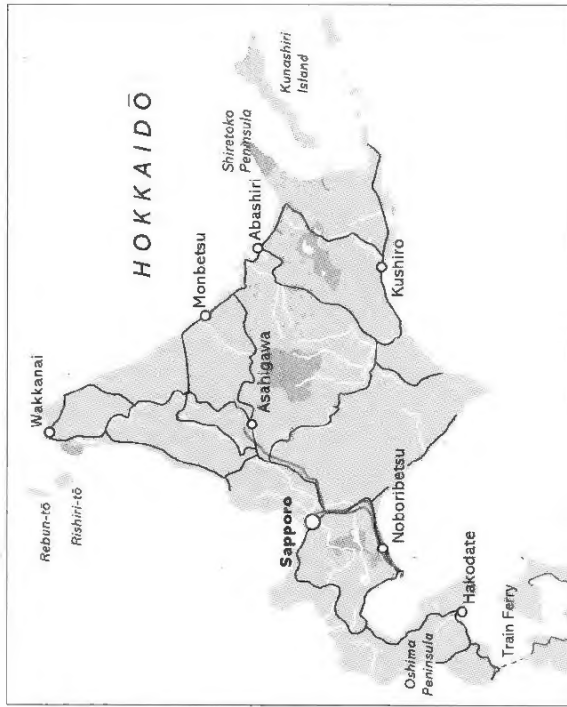 HOKKAIDŌ
Wakkanai
Rebun-tō
Rishiri-tō
Monbetsu
Abashiri
Shiretoko
Peninsula
Kunashiri
Island
Asahigawa
Kushiro
Sapporo
Noboribetsu
Hakodate
Oshima
Peninsula
Train Ferry